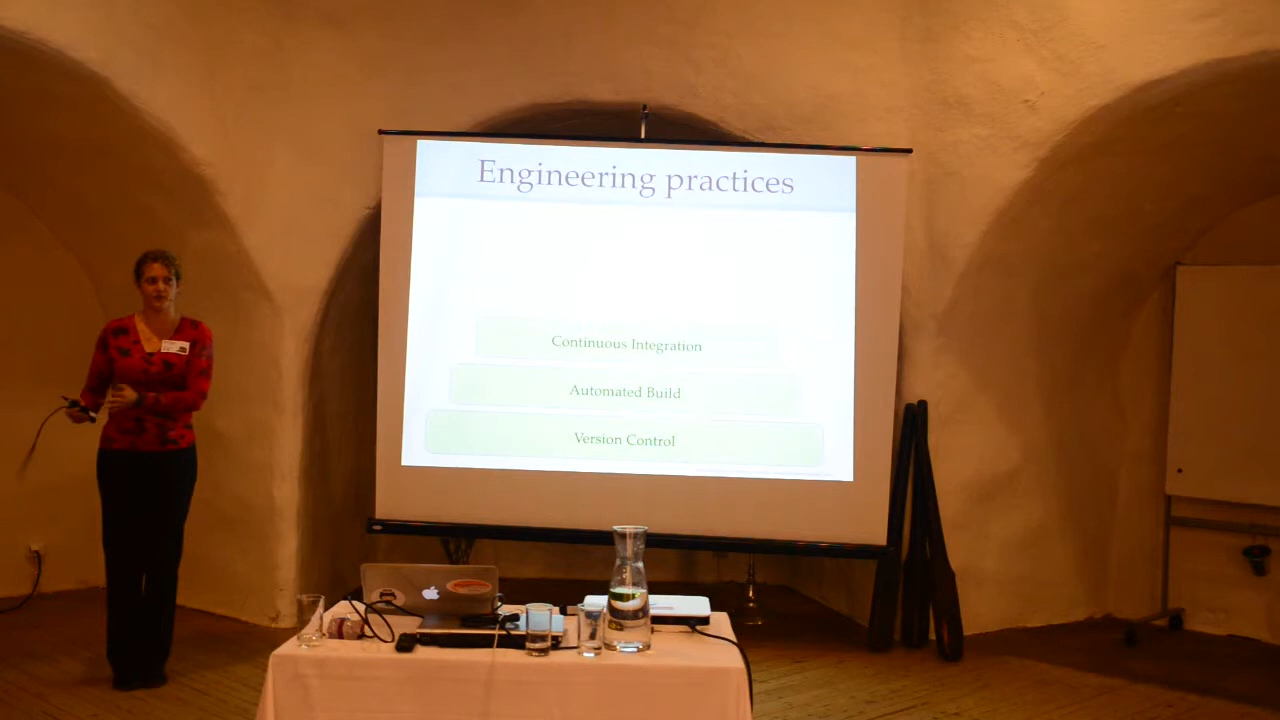 Engineering practices
Continuous Integration
Automated Build
Version Control